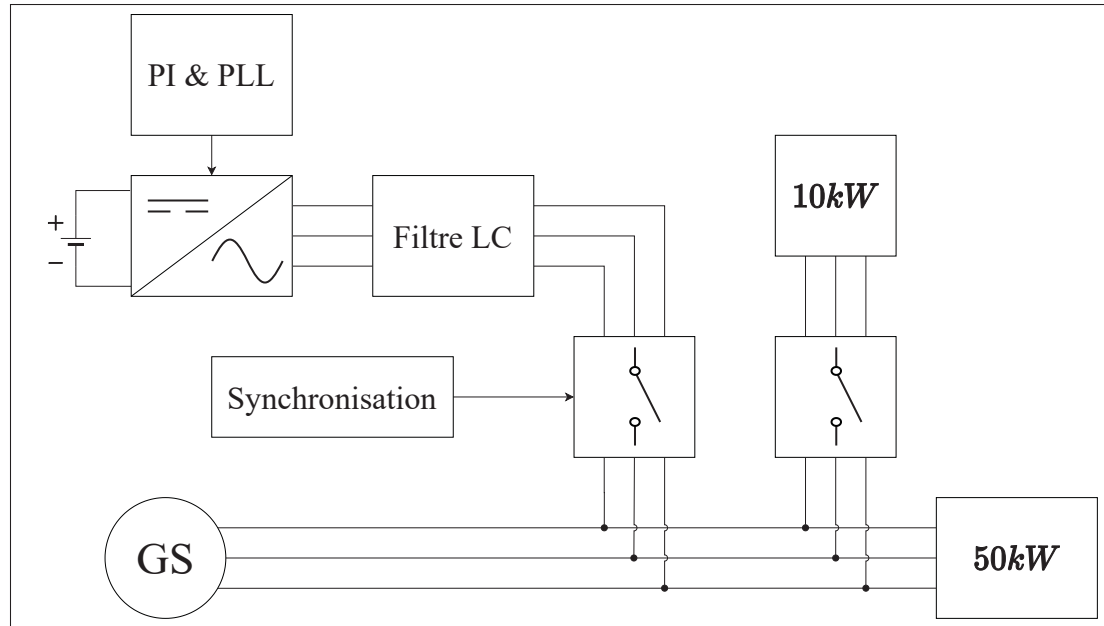 PI & PLL
+
−
Filtre LC
10kW
Synchronisation
GS
50kW